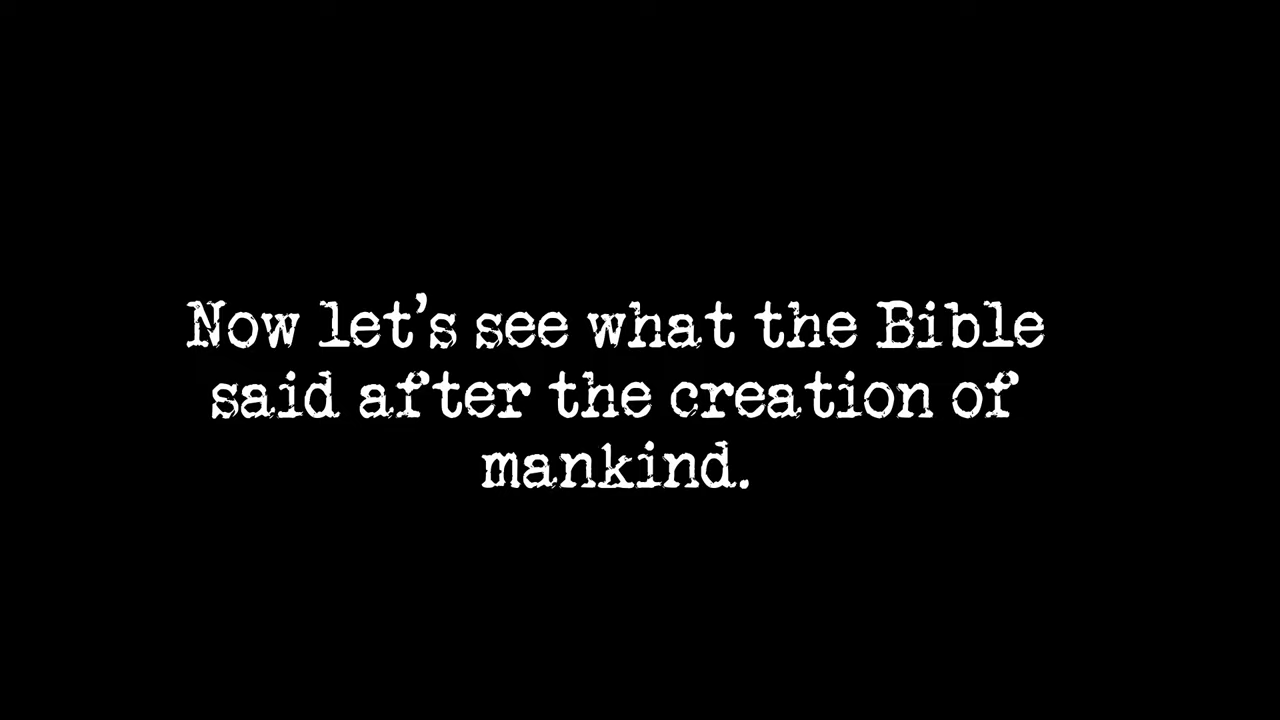 Now let's see what the Bible
said after the creation of
mankind.